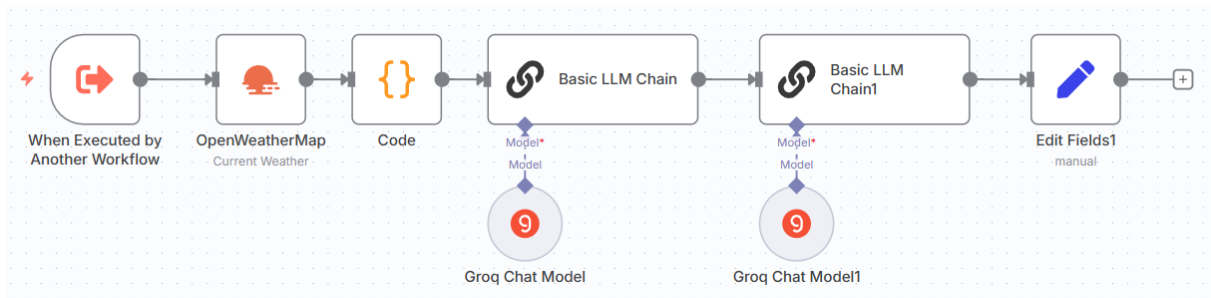 When Executed by
Another Workflow
OpenWeatherMap
Current Weather
Code
Basic LLM Chain
Model*
Model
Groq Chat Model
Basic LLM
Chain1
Model*
Model
Groq Chat Model1
Edit Fields1
manual